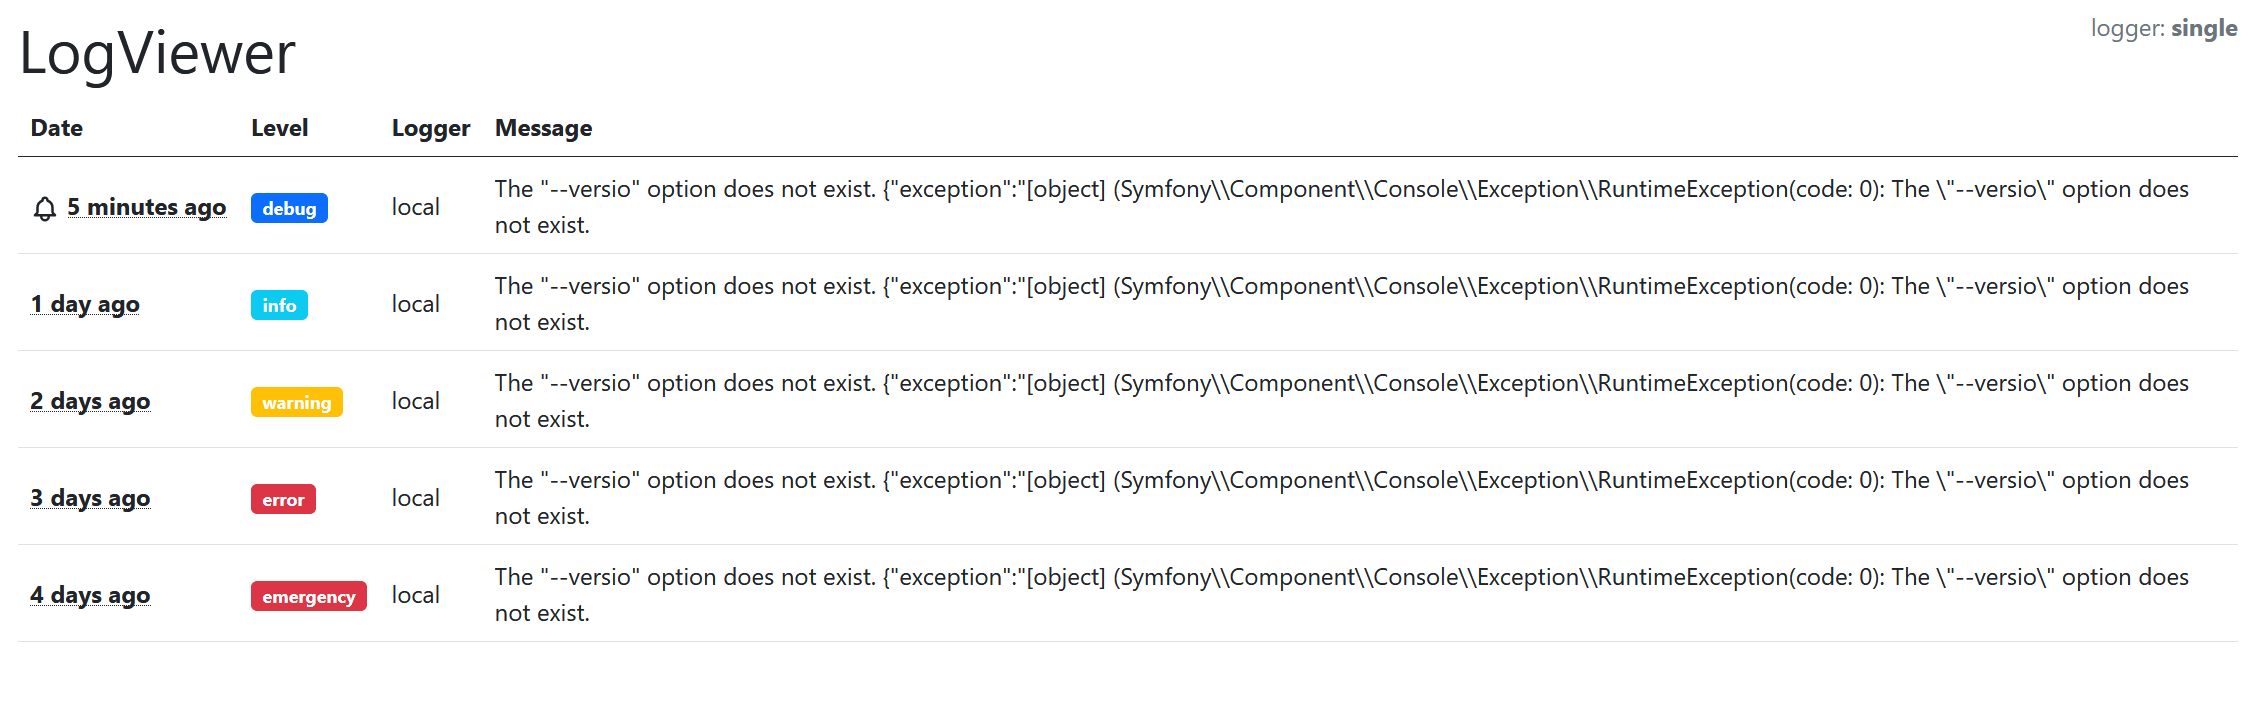 logger: single
LogViewer
Date Level Logger Message
5 minutes ago debug local The "--versio" option does not exist. {"exception":"[object] (Symfony\\Component\\Console\\Exception\\RuntimeException(code: 0): The \"--versio\" option does
not exist.
1 day ago info local The "--versio" option does not exist. {"exception":"[object] (Symfony\\Component\\Console\\Exception\\RuntimeException(code: 0): The \"--versio\" option does
not exist.
2 days ago warning local The "--versio" option does not exist. {"exception":"[object] (Symfony\\Component\\Console\\Exception\\RuntimeException(code: 0): The \"--versio\" option does
not exist.
3 days ago error local The "--versio" option does not exist. {"exception":"[object] (Symfony\\Component\\Console\\Exception\\RuntimeException(code: 0): The \"--versio\" option does
not exist.
4 days ago emergency local The "--versio" option does not exist. {"exception":"[object] (Symfony\\Component\\Console\\Exception\\RuntimeException(code: 0): The \"--versio\" option does
not exist.